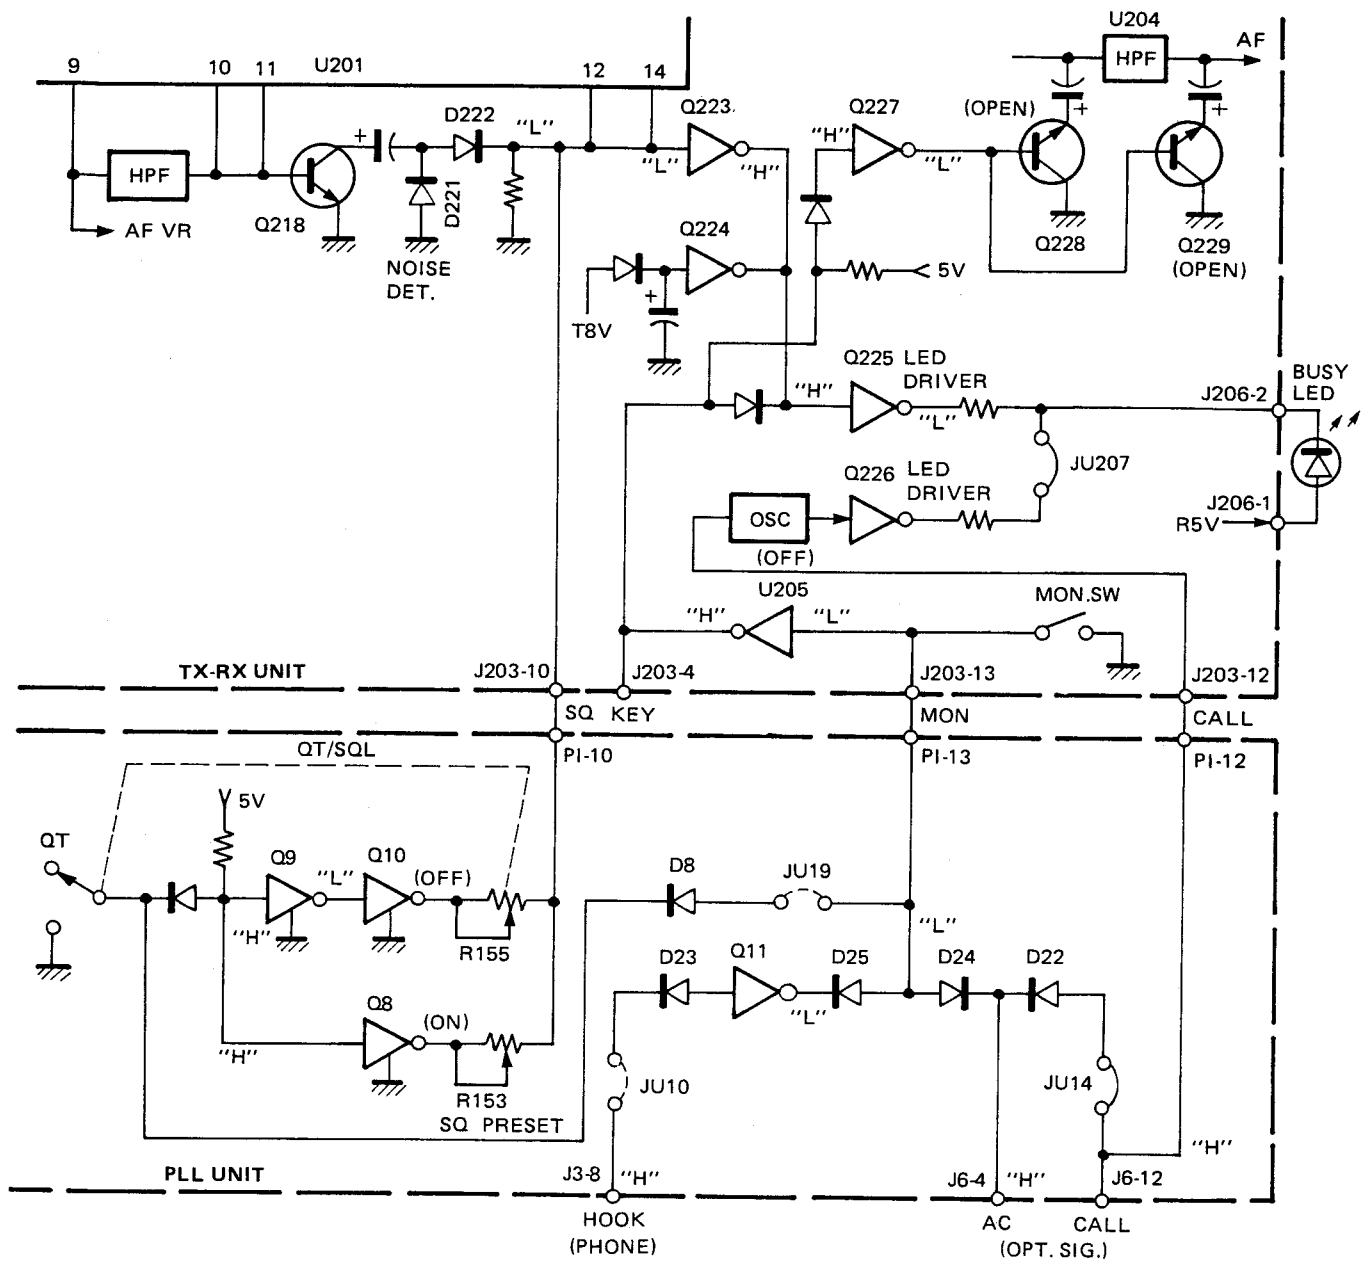 U204
HPF
AF
9
10
11
U201
12
14
Q223
Q227
(OPEN)
+
+
D222
"L"
+
"H"
"L"
"H"
"L"
HPF
D221
Q218
AF VR
Q224
Q228
Q229
(OPEN)
NOISE
DET.
5V
+
T8V
Q225
LED
DRIVER
BUSY
LED
J206-2
"H"
"L"
JU207
Q226
LED
DRIVER
J206-1
R5V
OSC
(OFF)
U205
MON.SW
"H"
"L"
TX-RX UNIT
J203-10
J203-4
J203-13
J203-12
SQ
KEY
MON
CALL
QT/SQL
PI-10
PI-13
PI-12
5V
QT
Q9
"L"
Q10
(OFF)
D8
JU19
"H"
R155
"L"
D23
Q11
D25
D24
D22
"L"
Q8
(ON)
"H"
R153
SQ PRESET
JU10
JU14
"H"
PLL UNIT
J3-8
"H"
J6-4
"H"
J6-12
HOOK
(PHONE)
AC
CALL
(OPT. SIG.)